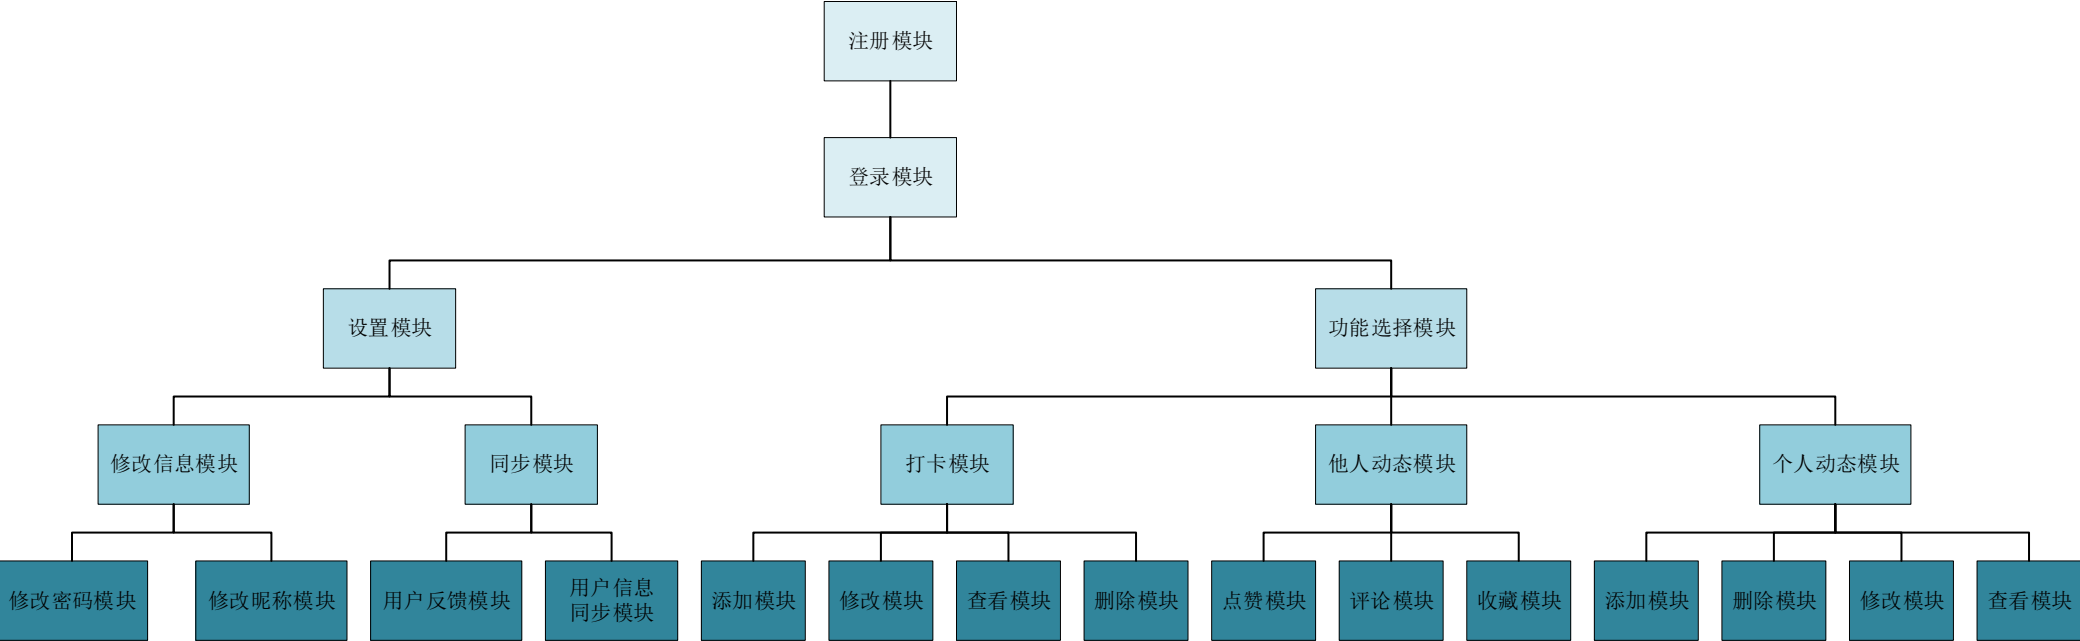 注册模块
登录模块
设置模块
功能选择模块
修改信息模块
同步模块
打卡模块
他人动态模块
个人动态模块
修改密码模块
修改昵称模块
用户反馈模块
用户信息
同步模块
添加模块
修改模块
查看模块
删除模块
点赞模块
评论模块
收藏模块
添加模块
删除模块
修改模块
查看模块